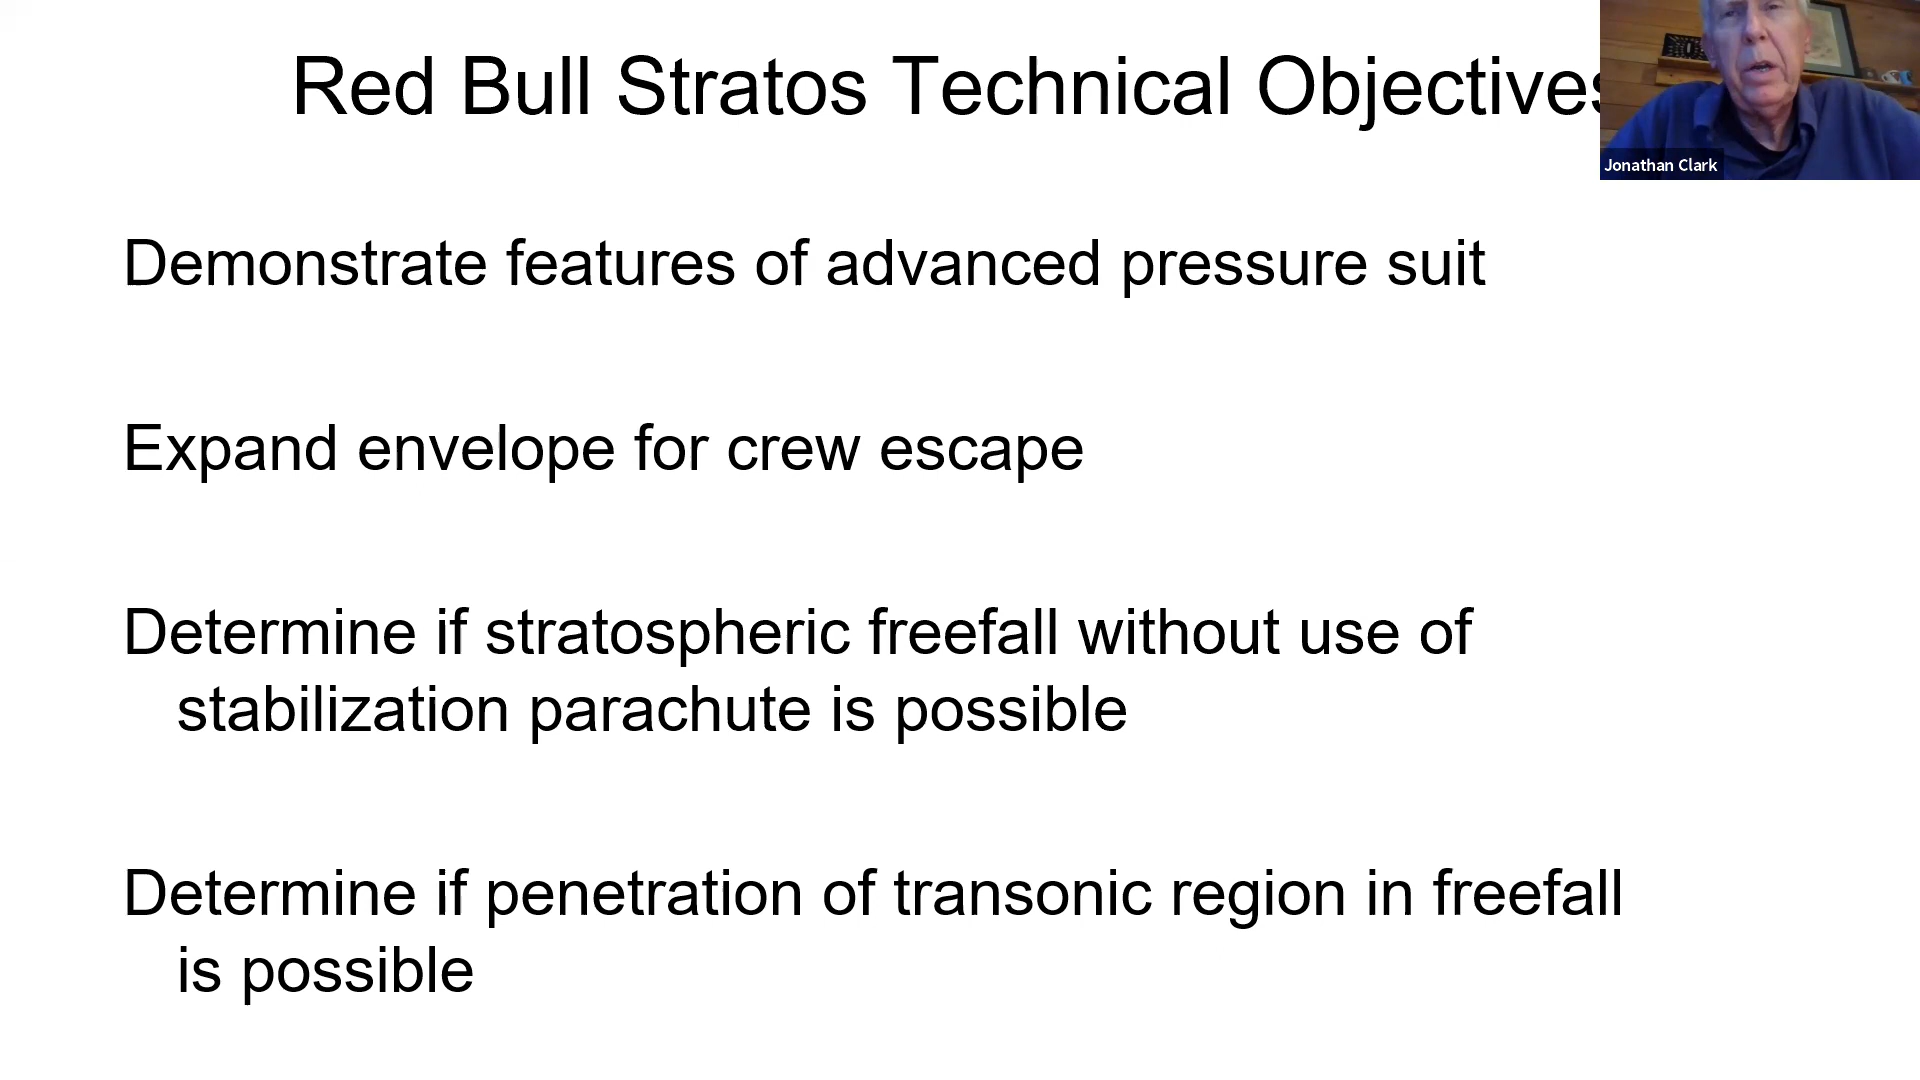 Red Bull Stratos Technical Objectives
Jonathan Clark
Demonstrate features of advanced pressure suit
Expand envelope for crew escape
Determine if stratospheric freefall without use of
stabilization parachute is possible
Determine if penetration of transonic region in freefall
is possible